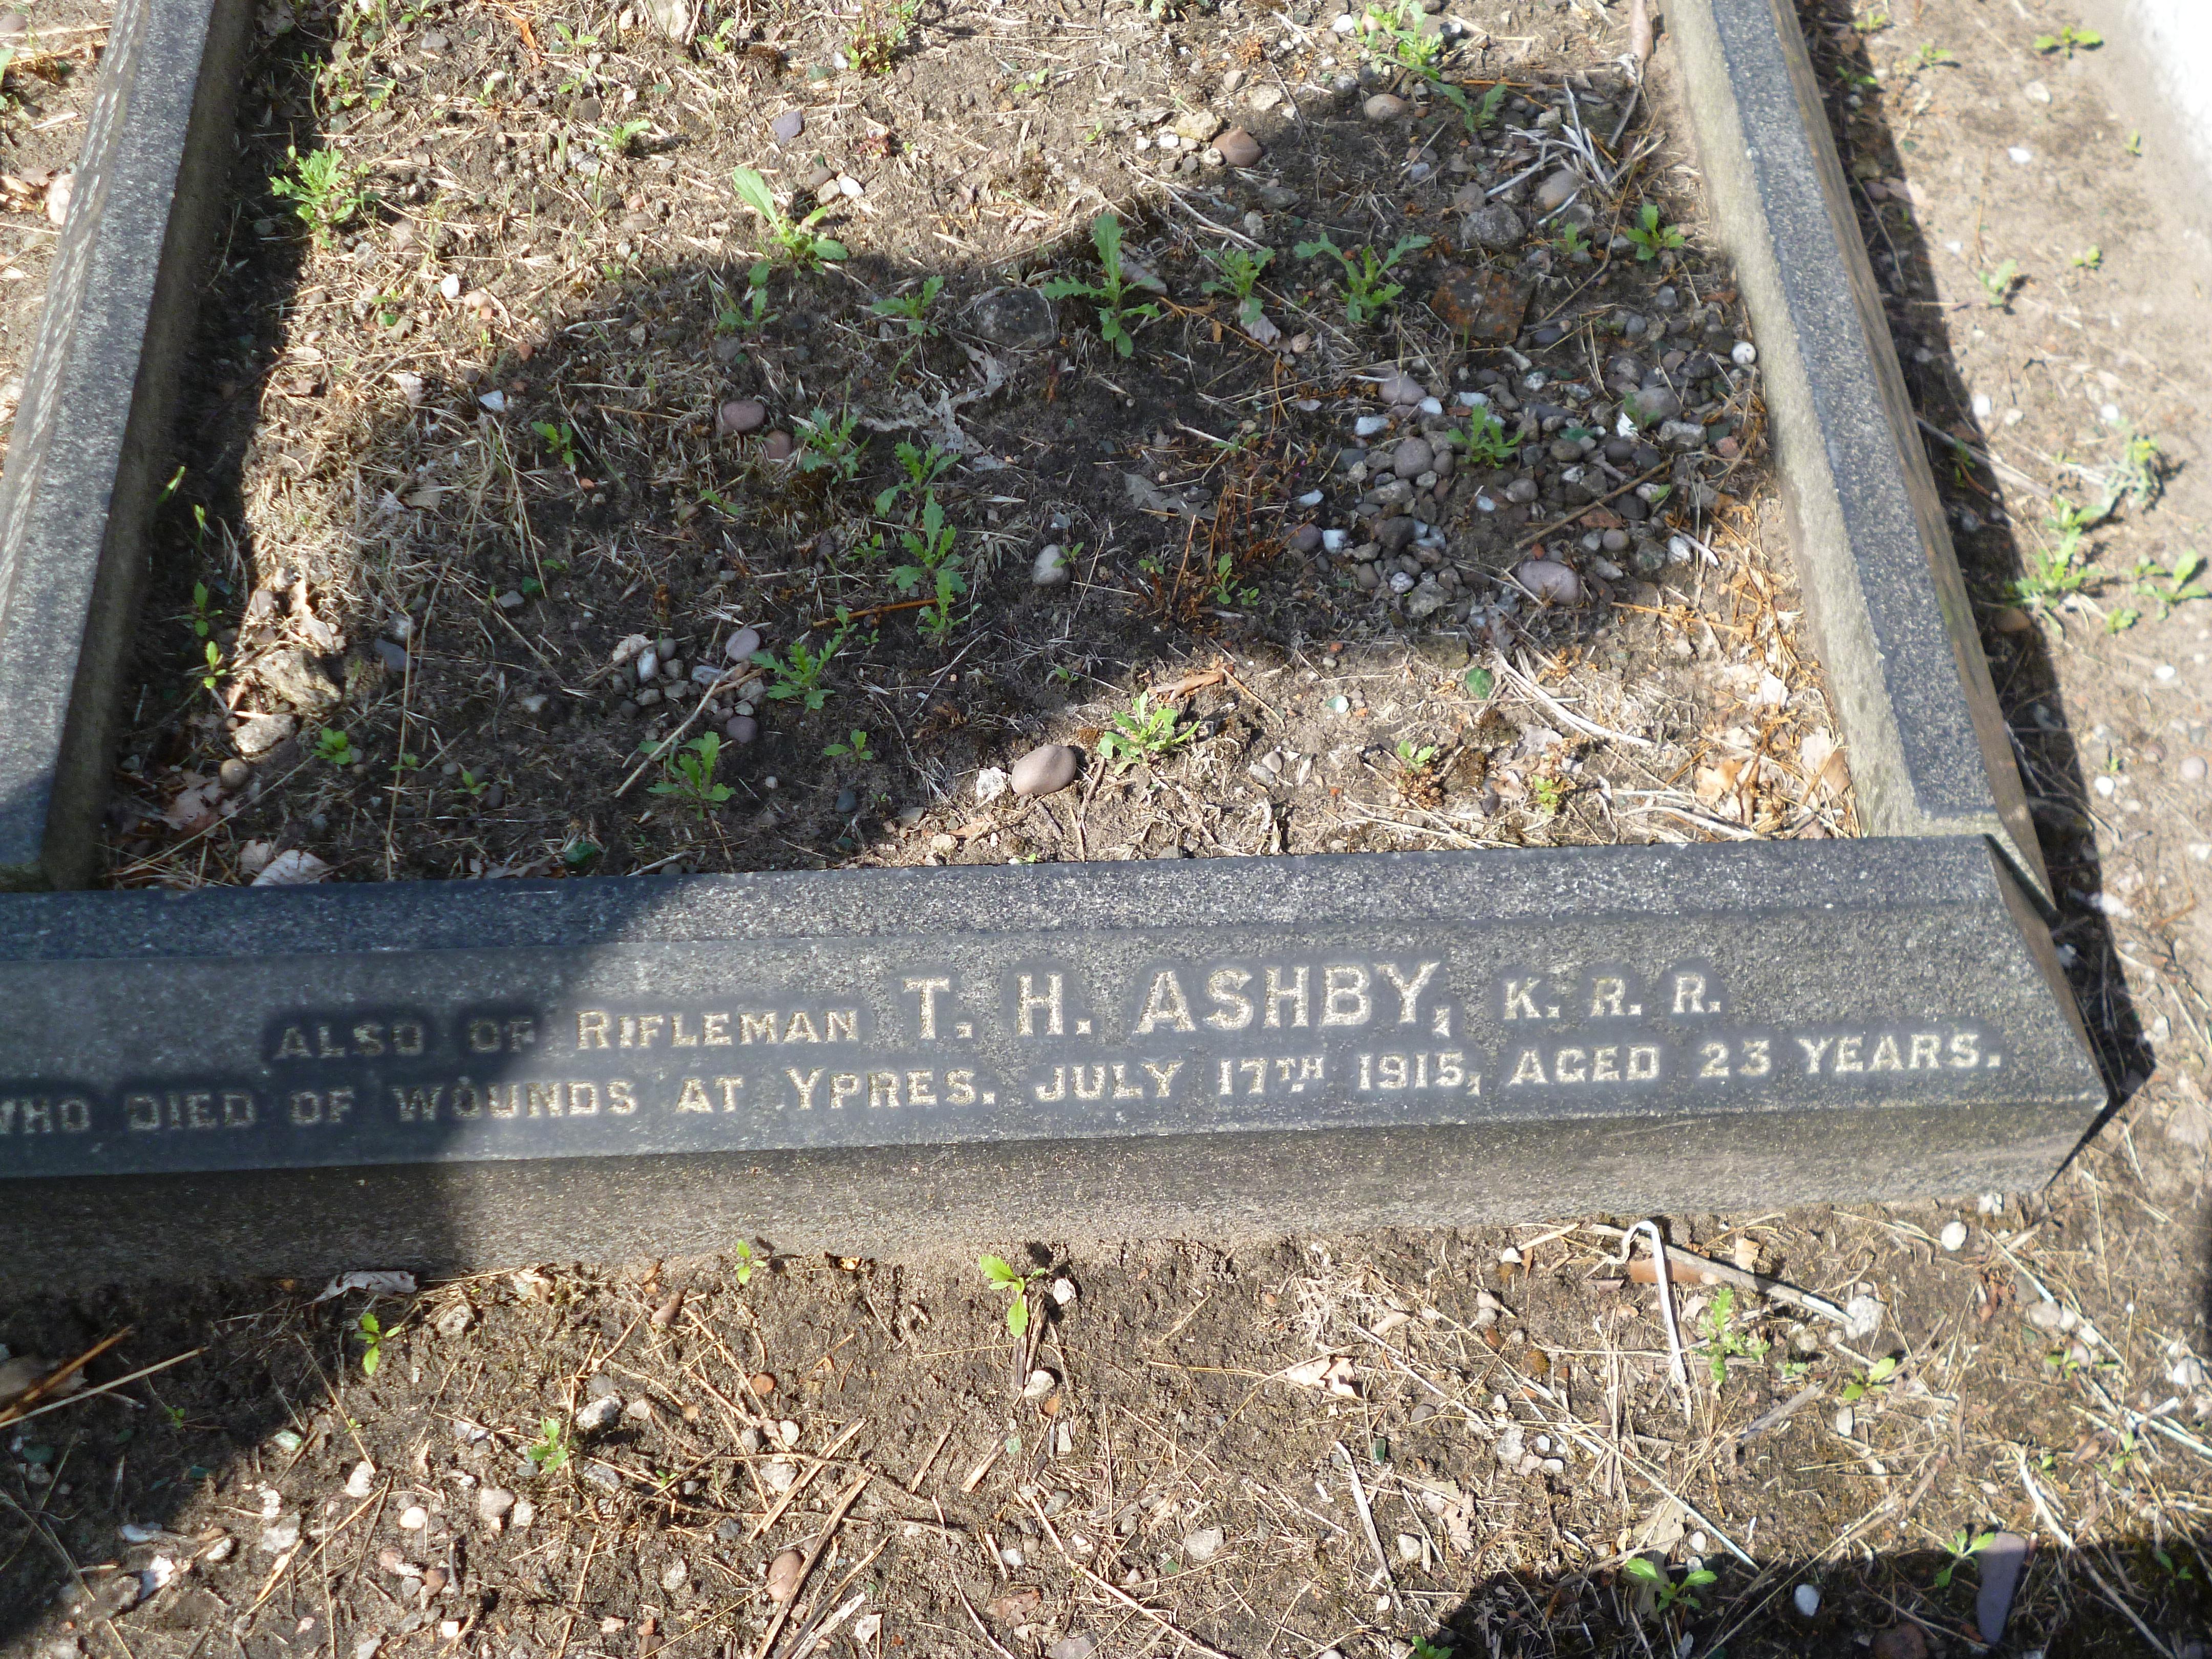 ALSO OF RIFLEMAN T. H. ASHBY, K. R. R.
WHO DIED OF WOUNDS AT YPRES. JULY 17TH 1915, AGED 23 YEARS.